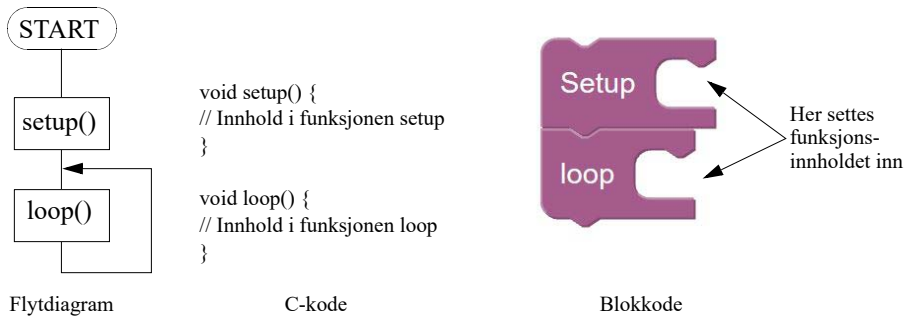 START
setup()
loop()
Flytdiagram
void setup() {
// Innhold i funksjonen setup
}
void loop() {
// Innhold i funksjonen loop
}
C-kode
Setup
loop
Her settes
funksjons-
innholdet inn
Blokkode